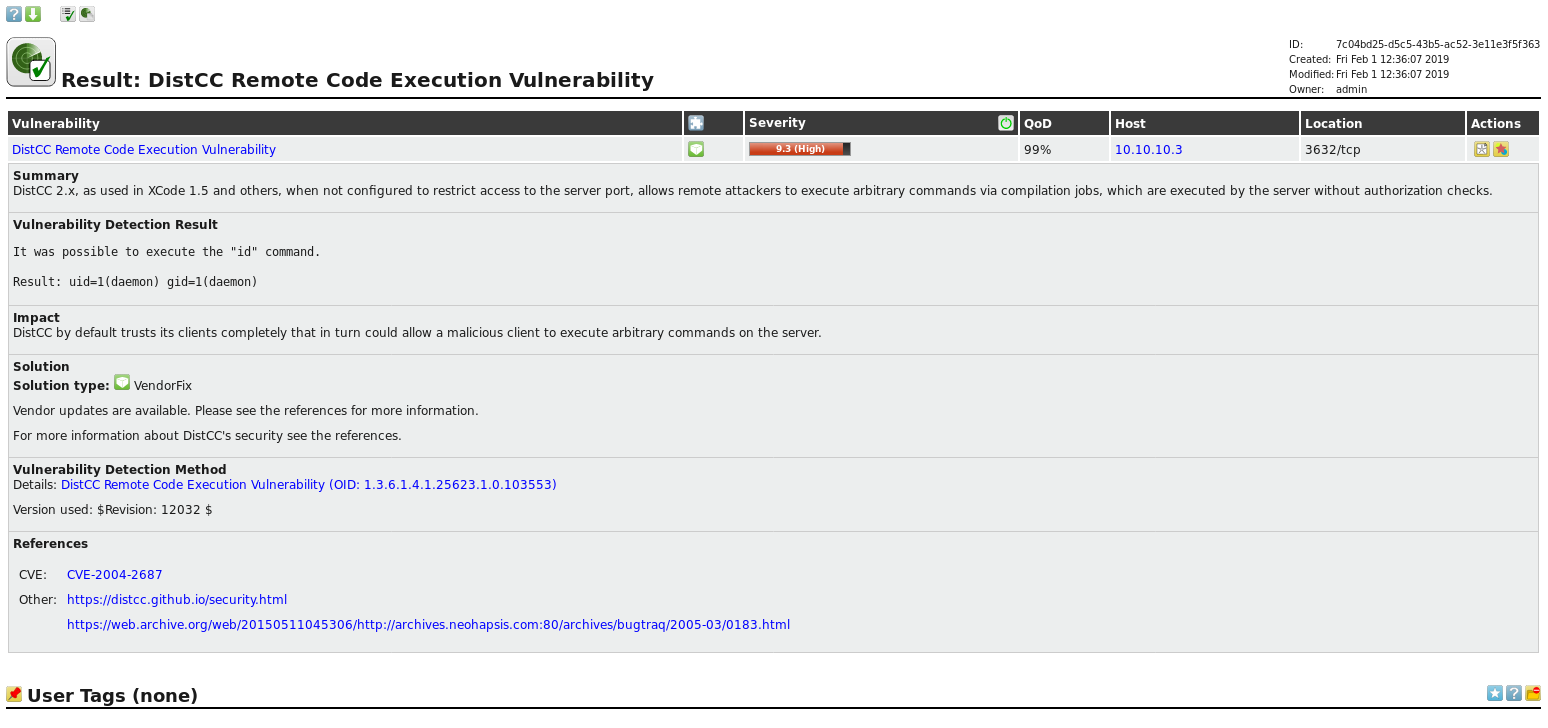 ID: 7c04bd25-d5c5-43b5-ac52-3e11e3f5f363
Created: Fri Feb 1 12:36:07 2019
Modified: Fri Feb 1 12:36:07 2019
Owner: admin
Result: DistCC Remote Code Execution Vulnerability
Vulnerability Severity QoD Host Location Actions
DistCC Remote Code Execution Vulnerability 9.3 (High) 99% 10.10.10.3 3632/tcp
Summary
DistCC 2.x, as used in XCode 1.5 and others, when not configured to restrict access to the server port, allows remote attackers to execute arbitrary commands via compilation jobs, which are executed by the server without authorization checks.
Vulnerability Detection Result
It was possible to execute the "id" command.
Result: uid=1(daemon) gid=1(daemon)
Impact
DistCC by default trusts its clients completely that in turn could allow a malicious client to execute arbitrary commands on the server.
Solution
Solution type: VendorFix
Vendor updates are available. Please see the references for more information.
For more information about DistCC's security see the references.
Vulnerability Detection Method
Details: DistCC Remote Code Execution Vulnerability (OID: 1.3.6.1.4.1.25623.1.0.103553)
Version used: $Revision: 12032 $
References
CVE: CVE-2004-2687
Other: https://distcc.github.io/security.html
https://web.archive.org/web/20150511045306/http://archives.neohapsis.com:80/archives/bugtraq/2005-03/0183.html
User Tags (none)